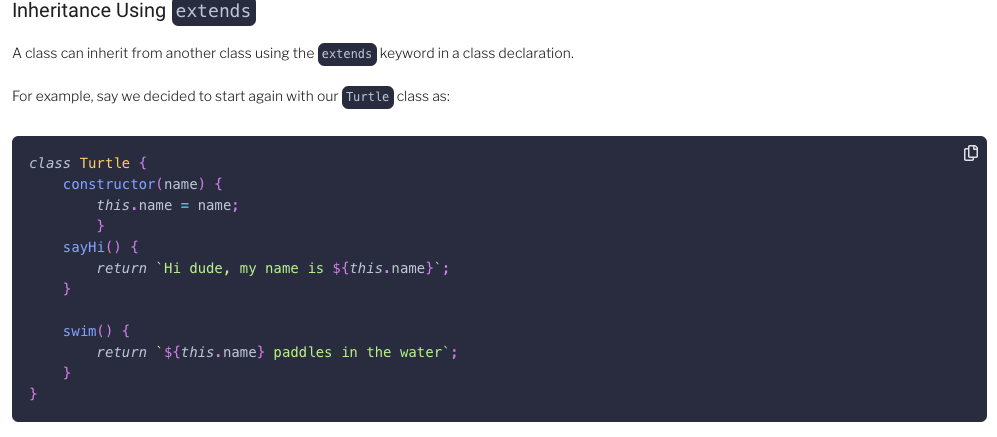 Inheritance Using extends
A class can inherit from another class using the extends keyword in a class declaration.
For example, say we decided to start again with our Turtle class as:
class Turtle {
    constructor(name) {
        this.name = name;
        }
    sayHi() {
        return `Hi dude, my name is ${this.name}`;
    }
    swim() {
        return `${this.name} paddles in the water`;
    }
}